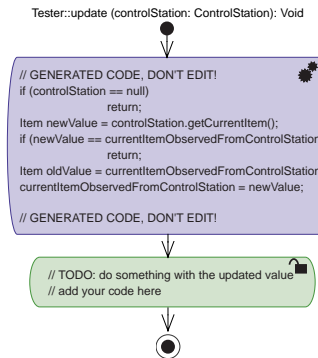 Tester::update (controlStation: ControlStation): Void
// GENERATED CODE, DON'T EDIT!
if (controlStation == null)
return;
Item newValue = controlStation.getCurrentItem();
if (newValue == currentItemObservedFromControlStation
return;
Item oldValue = currentItemObservedFromControlStation
currentItemObservedFromControlStation = newValue;
// GENERATED CODE, DON'T EDIT!
// TODO: do something with the updated value
// add your code here